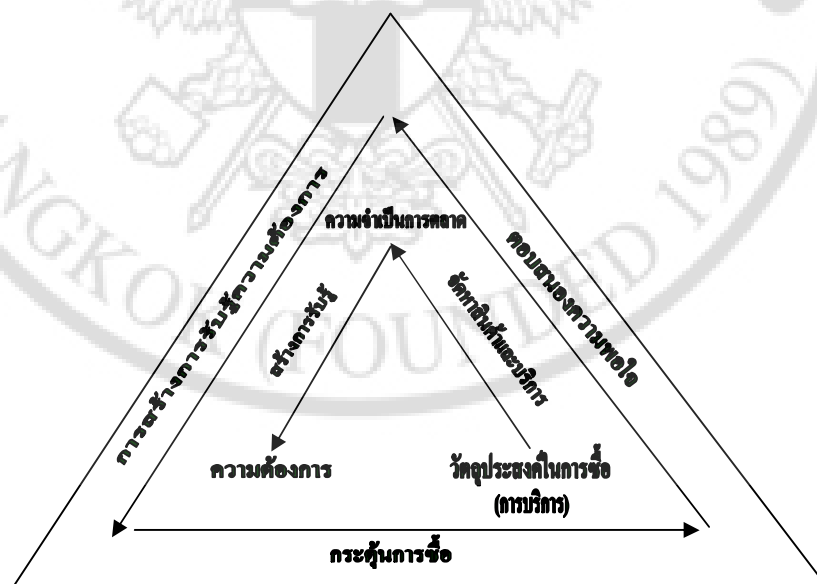 การสร้างการรับรู้ความต้องการ
ความจำเป็นการตลาด
ตอบสนองความพอใจ
สร้างการรับรู้
จัดหาสินค้าและบริการ
ความต้องการ
วัตถุประสงค์ในการซื้อ
(การบริการ)
กระตุ้นการซื้อ
NGKOK (FOUNDED 1989)